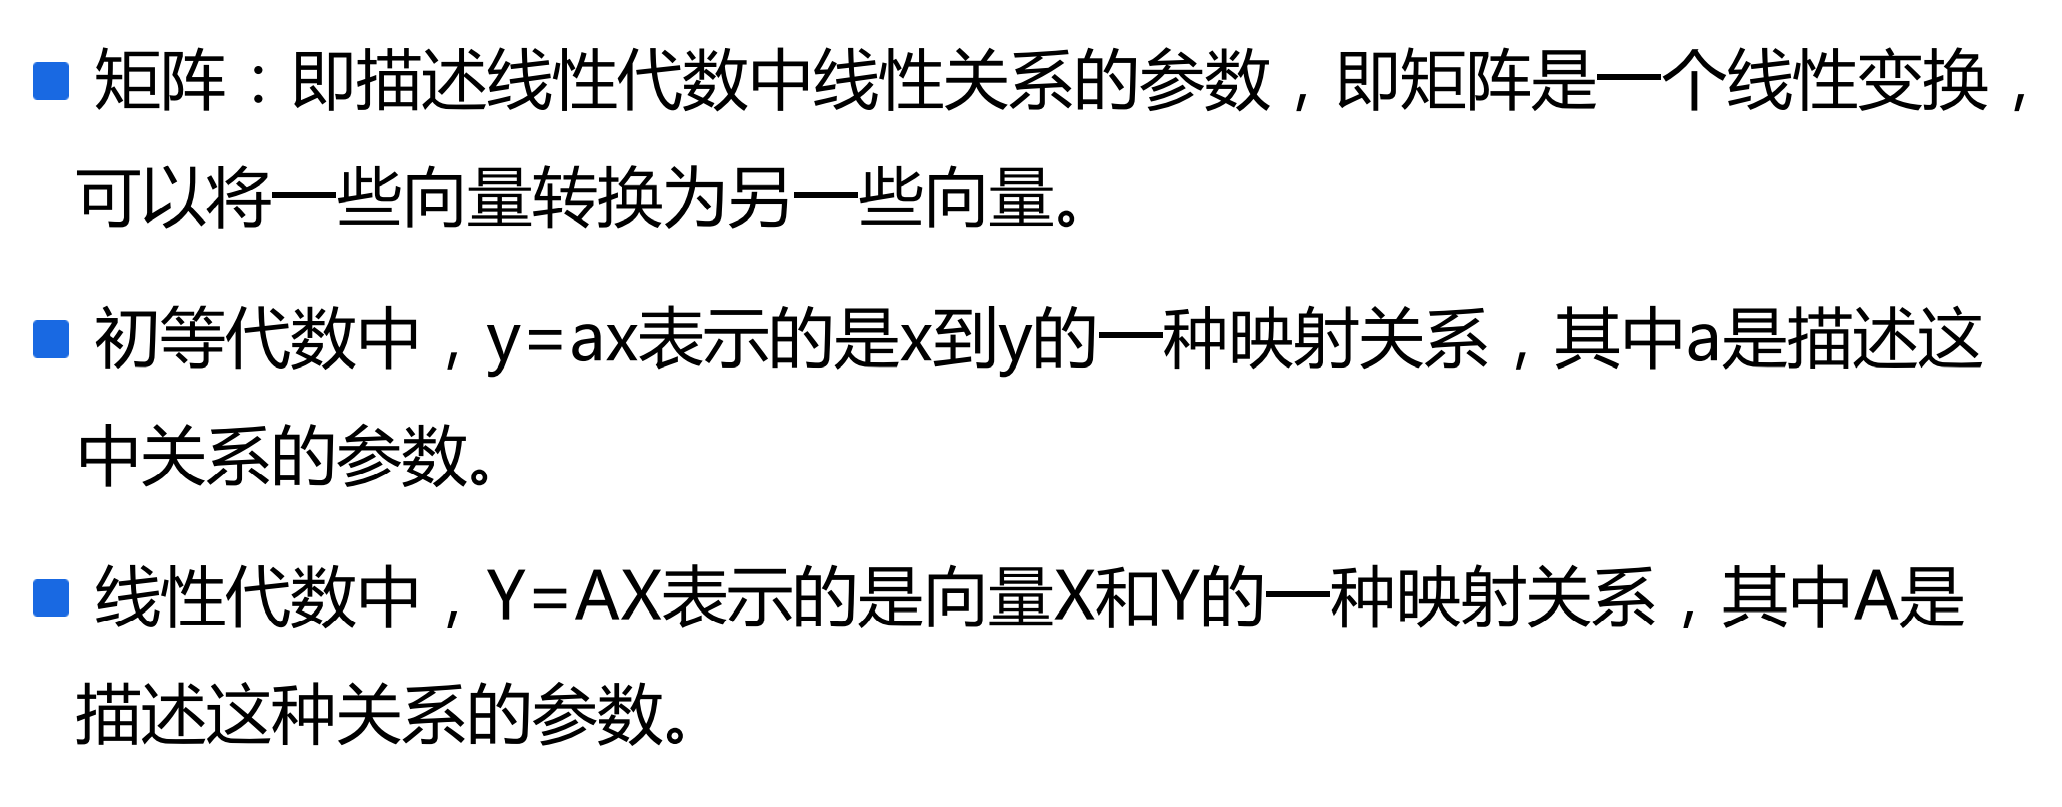 矩阵：即描述线性代数中线性关系的参数，即矩阵是一个线性变换，
可以将一些向量转换为另一些向量。
初等代数中，y=ax表示的是x到y的一种映射关系，其中a是描述这
中关系的参数。
线性代数中，Y=AX表示的是向量X和Y的一种映射关系，其中A是
描述这种关系的参数。